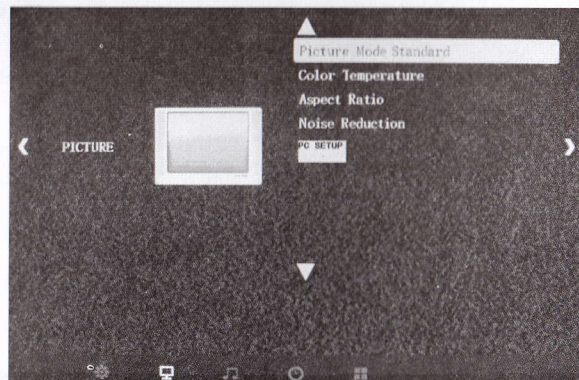 Picture Mode Standard
Color Temperature
Aspect Ratio
Noise Reduction
PICTURE
PC SETUP